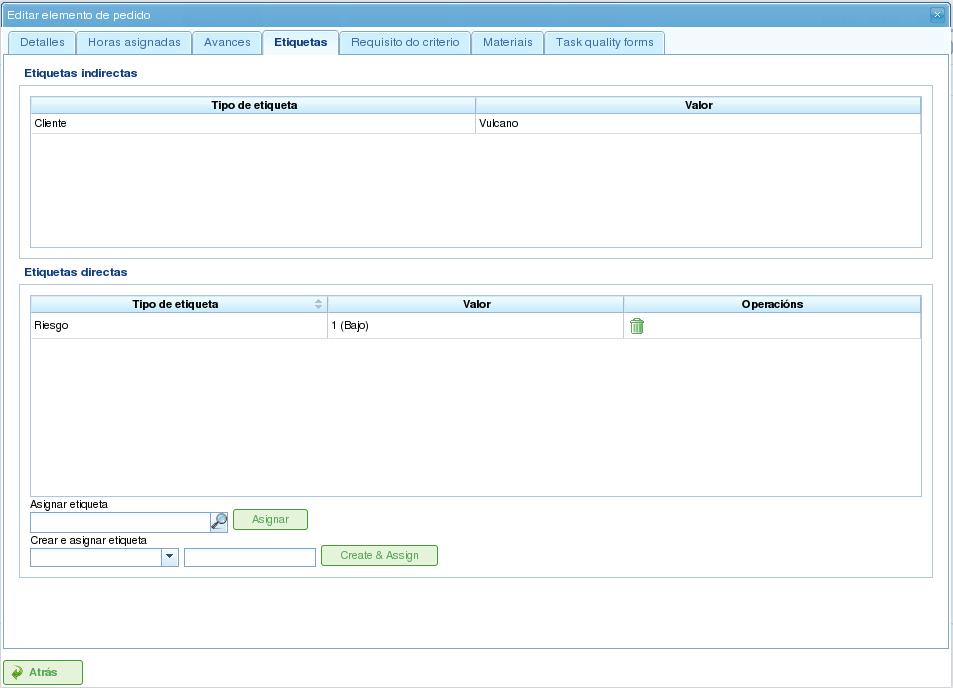 Editar elemento de pedido
Detalles Horas asignadas Avances Etiquetas Requisito do criterio Materiais Task quality forms
Etiquetas indirectas
Tipo de etiqueta Valor
Cliente Vulcano
Etiquetas directas
Tipo de etiqueta Valor Operacións
Riesgo 1 (Bajo)
Asignar etiqueta
Asignar
Crear e asignar etiqueta
Create & Assign
Atrás